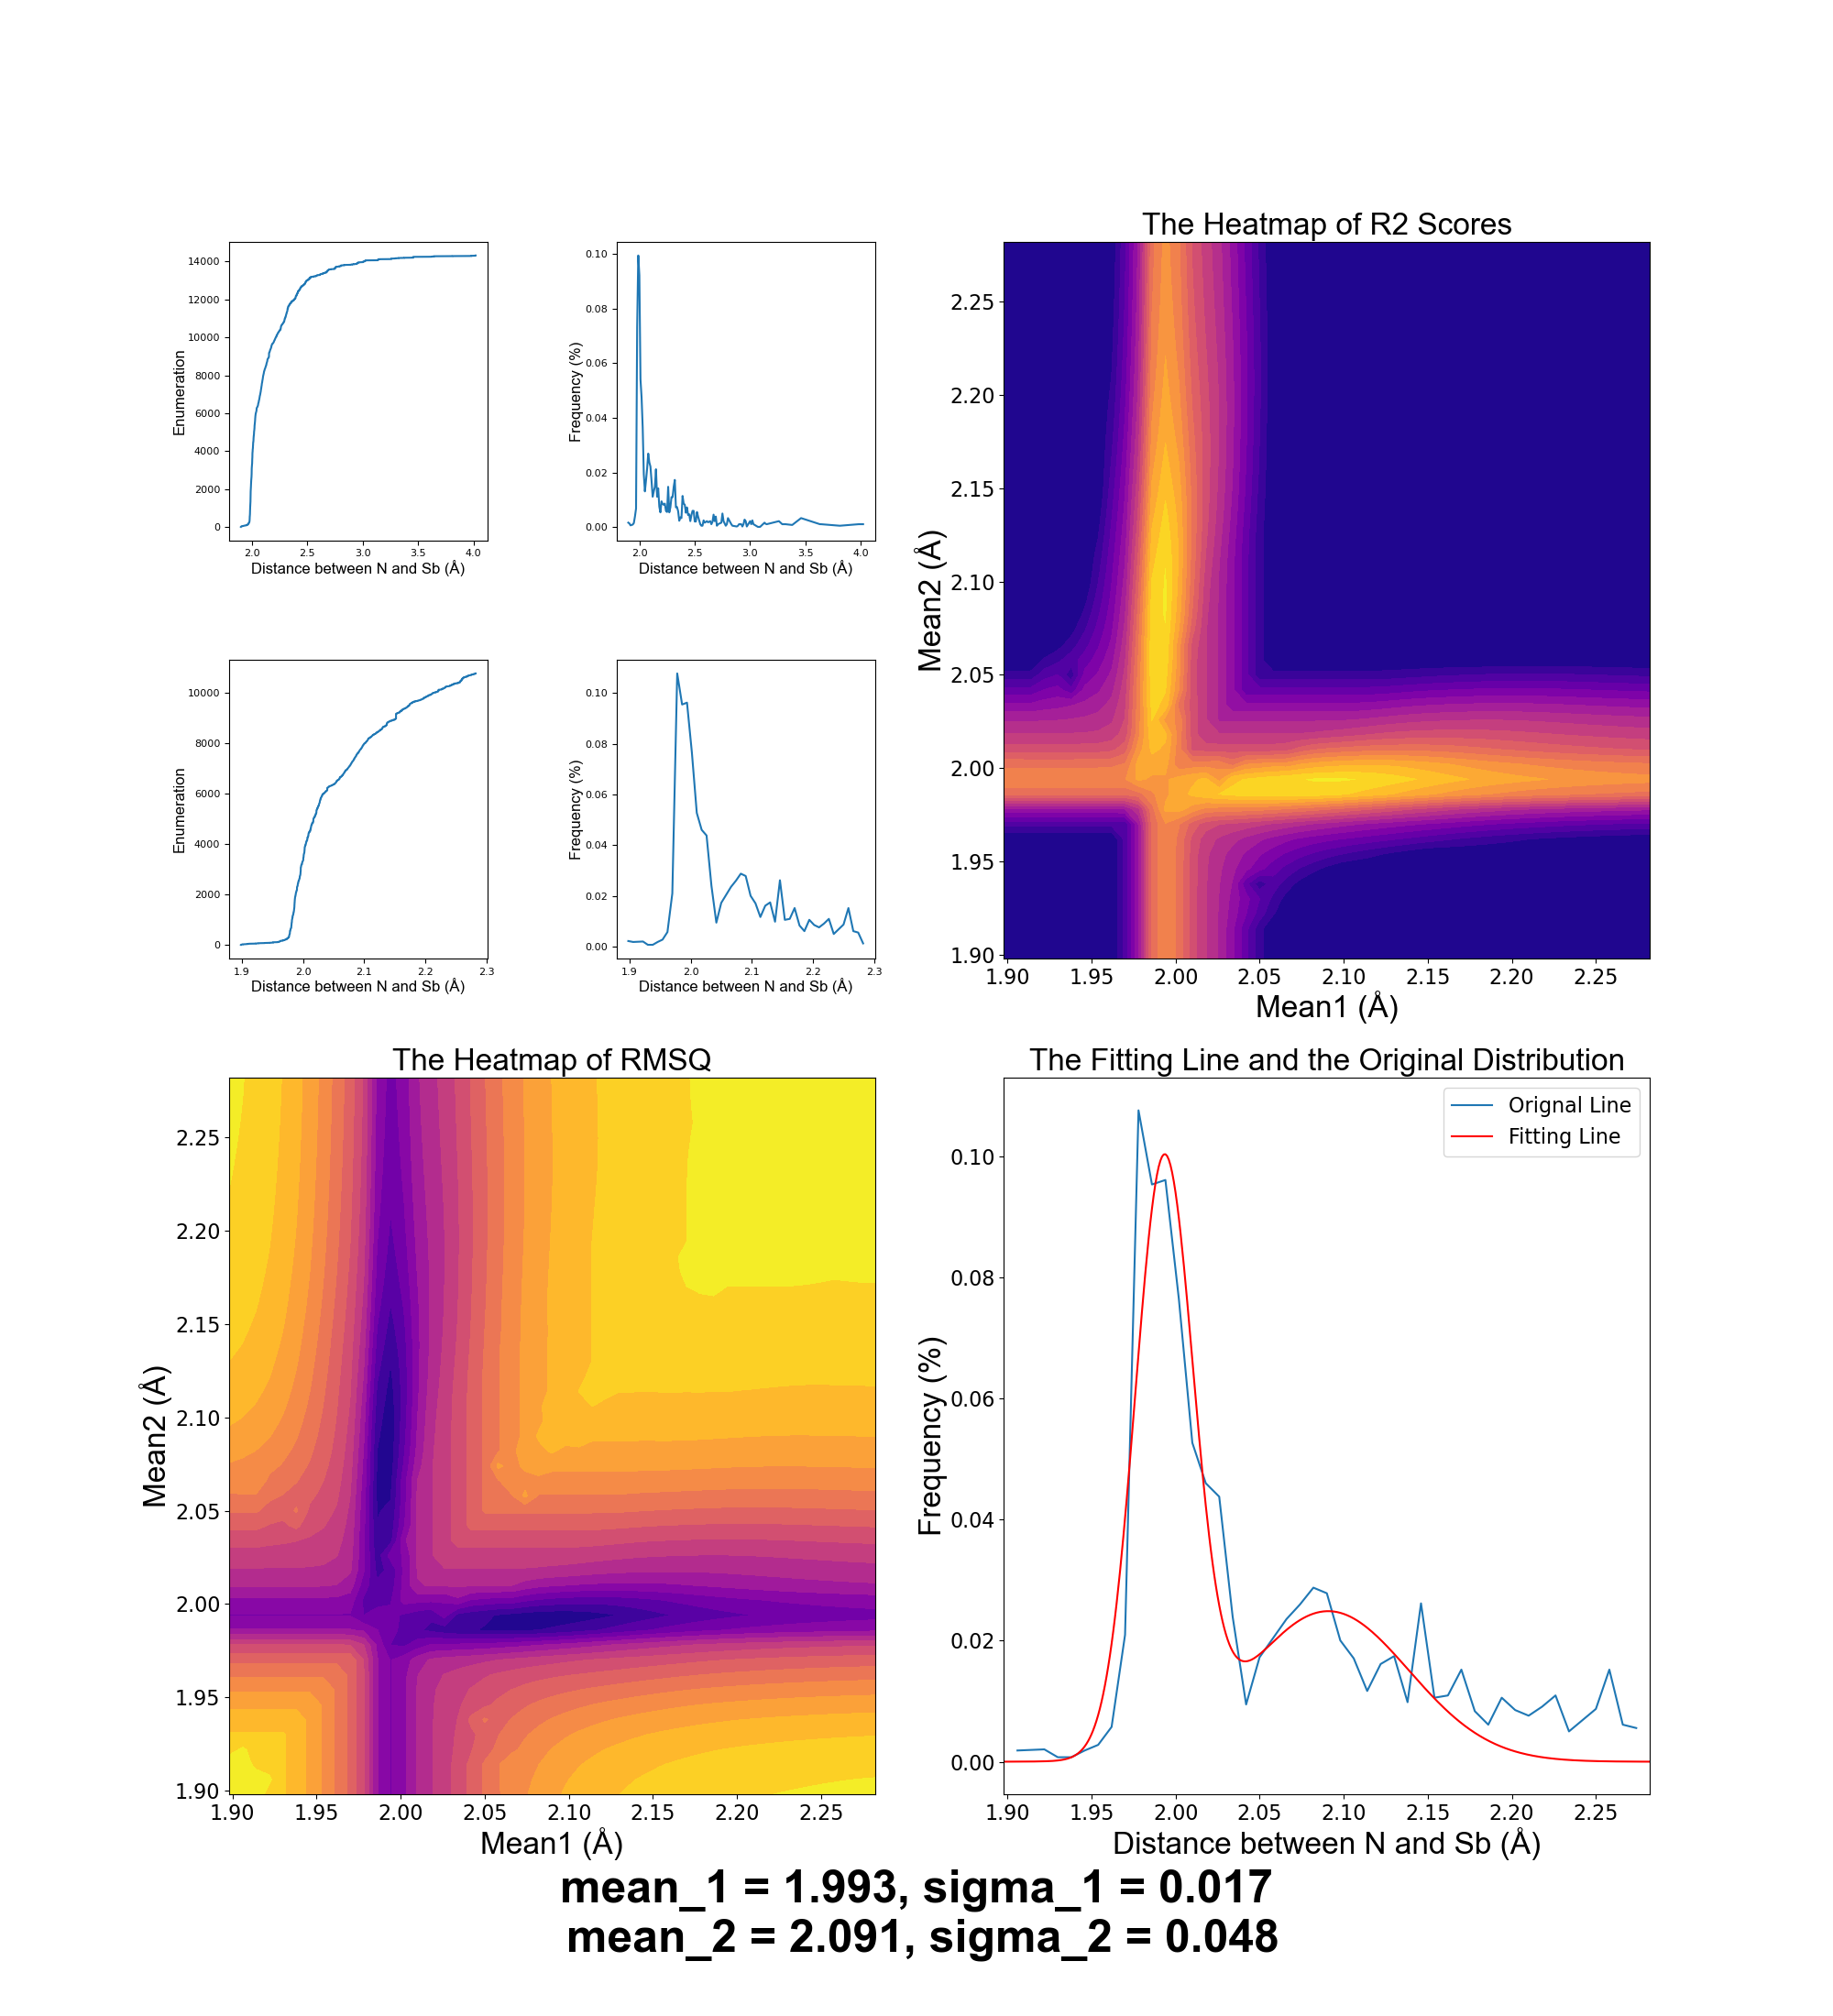 The Heatmap of R2 Scores
14000
12000
10000
8000
6000
4000
2000
0
Enumeration
2.0 2.5 3.0 3.5 4.0
Distance between N and Sb (Å)
0.10
0.08
0.06
0.04
0.02
0.00
Frequency (%)
2.0 2.5 3.0 3.5 4.0
Distance between N and Sb (Å)
10000
8000
6000
4000
2000
0
Enumeration
1.9 2.0 2.1 2.2 2.3
Distance between N and Sb (Å)
0.10
0.08
0.06
0.04
0.02
0.00
Frequency (%)
1.9 2.0 2.1 2.2 2.3
Distance between N and Sb (Å)
2.25
2.20
2.15
2.10
2.05
2.00
1.95
1.90
Mean2 (Å)
1.90 1.95 2.00 2.05 2.10 2.15 2.20 2.25
Mean1 (Å)
The Heatmap of RMSQ
2.25
2.20
2.15
2.10
2.05
2.00
1.95
1.90
Mean2 (Å)
1.90 1.95 2.00 2.05 2.10 2.15 2.20 2.25
Mean1 (Å)
The Fitting Line and the Original Distribution
Orignal Line
Fitting Line
0.10
0.08
0.06
0.04
0.02
0.00
Frequency (%)
1.90 1.95 2.00 2.05 2.10 2.15 2.20 2.25
Distance between N and Sb (Å)
mean_1 = 1.993, sigma_1 = 0.017
mean_2 = 2.091, sigma_2 = 0.048